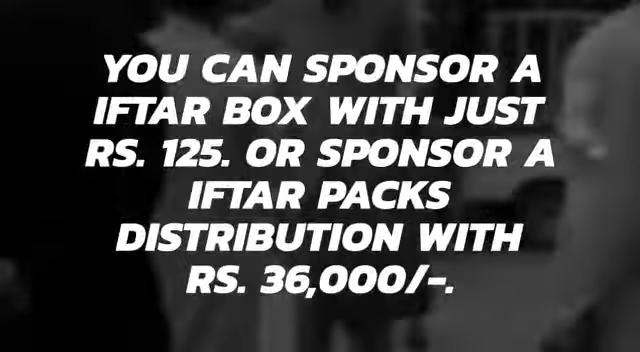 YOU CAN SPONSOR A
IFTAR BOX WITH JUST
RS. 125. OR SPONSOR A
IFTAR PACKS
DISTRIBUTION WITH
RS. 36,000/-.